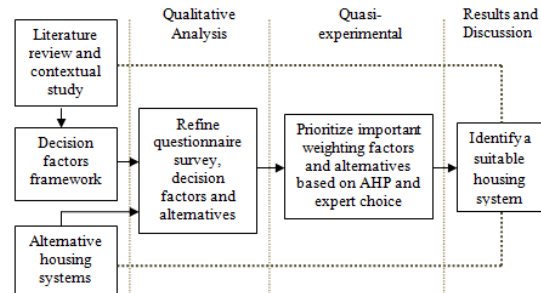 Qualitative
Analysis
Quasi-
experimental
Results and
Discussion
Literature
review and
contextual
study
Decision
factors
framework
Alternative
housing
systems
Refine
questionnaire
survey,
decision
factors and
alternatives
Prioritize important
weighting factors
and alternatives
based on AHP and
expert choice
Identify a
suitable
housing
system